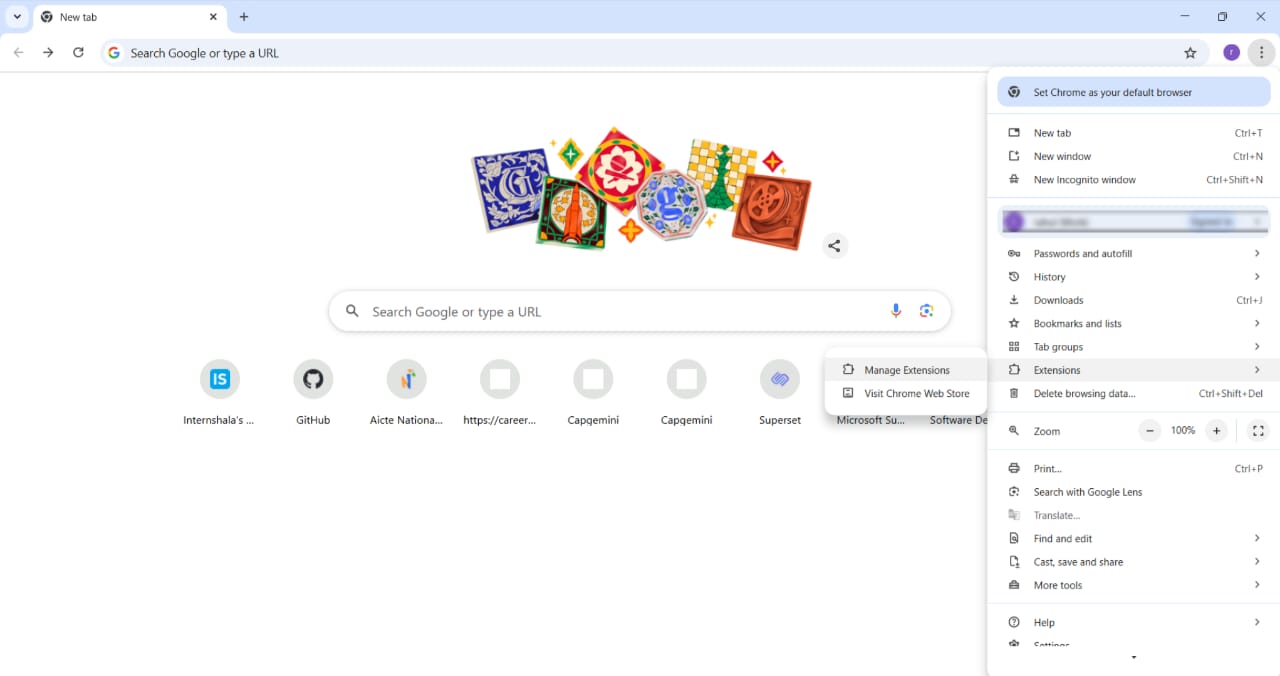 New tab
Search Google or type a URL
Set Chrome as your default browser
New tab Ctrl+T
New window Ctrl+N
New Incognito window Ctrl+Shift+N
Passwords and autofill
History
Downloads Ctrl+J
Bookmarks and lists
Tab groups
Extensions
Delete browsing data... Ctrl+Shift+Del
Zoom − 100% +
Print... Ctrl+P
Search with Google Lens
Translate...
Find and edit
Cast, save and share
More tools
Help
Settings
Manage Extensions
Visit Chrome Web Store
Search Google or type a URL
IS
Internshala's ... GitHub Aicte Nationa... https://career... Capgemini Capgemini Superset Microsoft Su... Software De